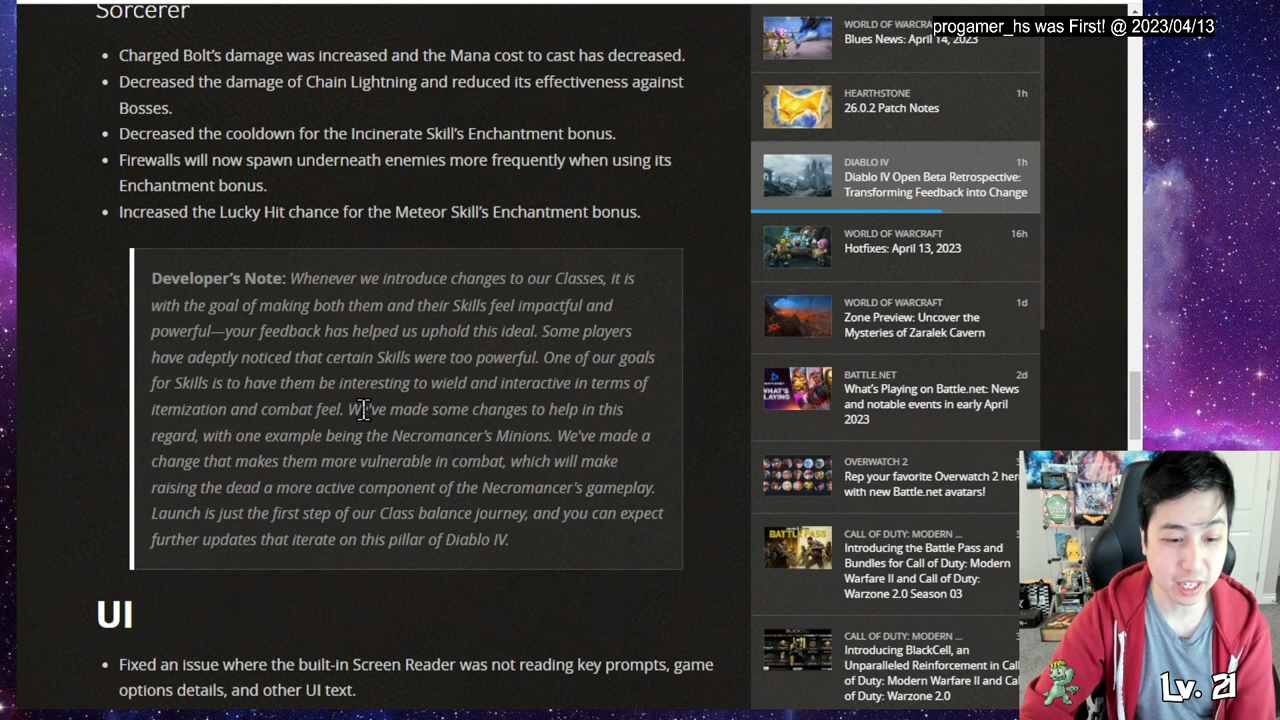 Sorcerer
• Charged Bolt's damage was increased and the Mana cost to cast has decreased.
• Decreased the damage of Chain Lightning and reduced its effectiveness against
Bosses.
• Decreased the cooldown for the Incinerate Skill's Enchantment bonus.
• Firewalls will now spawn underneath enemies more frequently when using its
Enchantment bonus.
• Increased the Lucky Hit chance for the Meteor Skill's Enchantment bonus.
Developer's Note: Whenever we introduce changes to our Classes, it is
with the goal of making both them and their Skills feel impactful and
powerful—your feedback has helped us uphold this ideal. Some players
have adeptly noticed that certain Skills were too powerful. One of our goals
for Skills is to have them be interesting to wield and interactive in terms of
itemization and combat feel. We've made some changes to help in this
regard, with one example being the Necromancer's Minions. We've made a
change that makes them more vulnerable in combat, which will make
raising the dead a more active component of the Necromancer's gameplay.
Launch is just the first step of our Class balance journey, and you can expect
further updates that iterate on this pillar of Diablo IV.
UI
• Fixed an issue where the built-in Screen Reader was not reading key prompts, game
options details, and other UI text.
WORLD OF WARCRA
progamer_hs was First! @ 2023/04/13
Blues News: April 14, 2023
HEARTHSTONE 1h
26.0.2 Patch Notes
DIABLO IV 1h
Diablo IV Open Beta Retrospective:
Transforming Feedback into Change
WORLD OF WARCRAFT 16h
Hotfixes: April 13, 2023
WORLD OF WARCRAFT 1d
Zone Preview: Uncover the
Mysteries of Zaralek Cavern
BATTLE.NET 2d
What's Playing on Battle.net: News
and notable events in early April
2023
OVERWATCH 2
Rep your favorite Overwatch 2 her
with new Battle.net avatars!
CALL OF DUTY: MODERN ...
Introducing the Battle Pass and
Bundles for Call of Duty: Modern
Warfare II and Call of Duty:
Warzone 2.0 Season 03
CALL OF DUTY: MODERN ...
Introducing BlackCell, an
Unparalleled Reinforcement in Call
of Duty: Modern Warfare II and Cal
of Duty: Warzone 2.0
Lv. 21